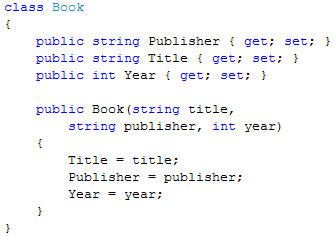 class Book
{
    public string Publisher { get; set; }
    public string Title { get; set; }
    public int Year { get; set; }

    public Book(string title,
        string publisher, int year)
    {
        Title = title;
        Publisher = publisher;
        Year = year;
    }
}